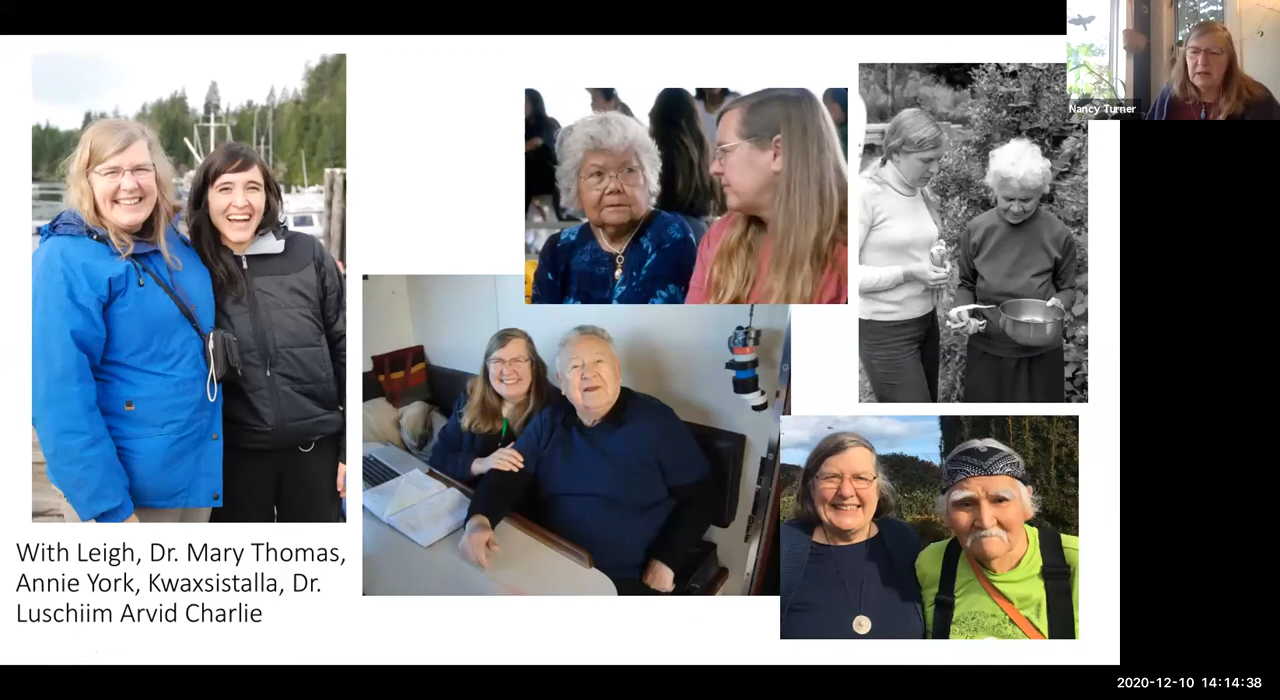 Nancy Turner
With Leigh, Dr. Mary Thomas,
Annie York, Kwaxsistalla, Dr.
Luschiim Arvid Charlie
2020-12-10 14:14:38